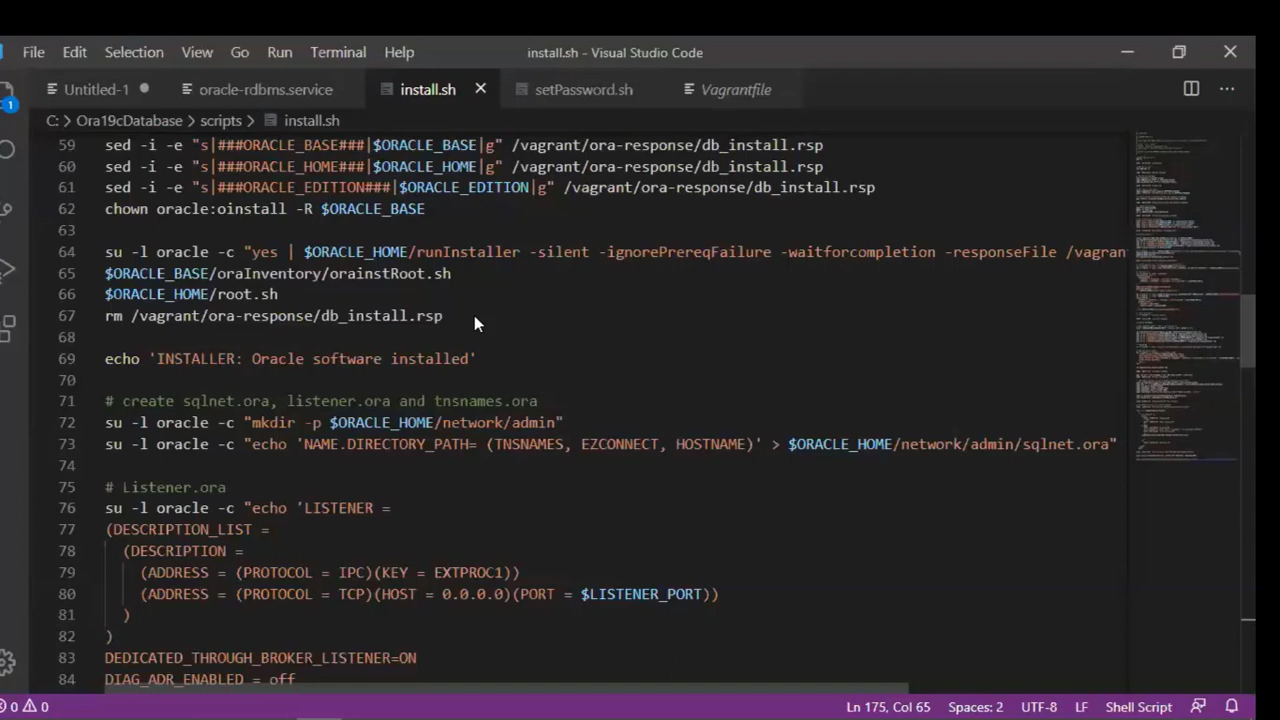 File Edit Selection View Go Run Terminal Help install.sh - Visual Studio Code
Untitled-1 oracle-rdbms.service install.sh setPassword.sh Vagrantfile
1
C: > Ora19cDatabase > scripts > install.sh
59 sed -i -e "s|###ORACLE_BASE###|$ORACLE_BASE|g" /vagrant/ora-response/db_install.rsp
60 sed -i -e "s|###ORACLE_HOME###|$ORACLE_HOME|g" /vagrant/ora-response/db_install.rsp
61 sed -i -e "s|###ORACLE_EDITION###|$ORACLE_EDITION|g" /vagrant/ora-response/db_install.rsp
62 chown oracle:oinstall -R $ORACLE_BASE
63
64 su -l oracle -c "yes | $ORACLE_HOME/runInstaller -silent -ignorePrereqFailure -waitforcompletion -responseFile /vagran
65 $ORACLE_BASE/oraInventory/orainstRoot.sh
66 $ORACLE_HOME/root.sh
67 rm /vagrant/ora-response/db_install.rsp
68
69 echo 'INSTALLER: Oracle software installed'
70
71 # create sqlnet.ora, listener.ora and tnsnames.ora
72 su -l oracle -c "mkdir -p $ORACLE_HOME/network/admin"
73 su -l oracle -c "echo 'NAME.DIRECTORY_PATH= (TNSNAMES, EZCONNECT, HOSTNAME)' > $ORACLE_HOME/network/admin/sqlnet.ora"
74
75 # Listener.ora
76 su -l oracle -c "echo 'LISTENER =
77 (DESCRIPTION_LIST =
78 (DESCRIPTION =
79 (ADDRESS = (PROTOCOL = IPC)(KEY = EXTPROC1))
80 (ADDRESS = (PROTOCOL = TCP)(HOST = 0.0.0.0)(PORT = $LISTENER_PORT))
81 )
82 )
83 DEDICATED_THROUGH_BROKER_LISTENER=ON
84 DIAG_ADR_ENABLED = off
0 0 Ln 175, Col 65 Spaces: 2 UTF-8 LF Shell Script